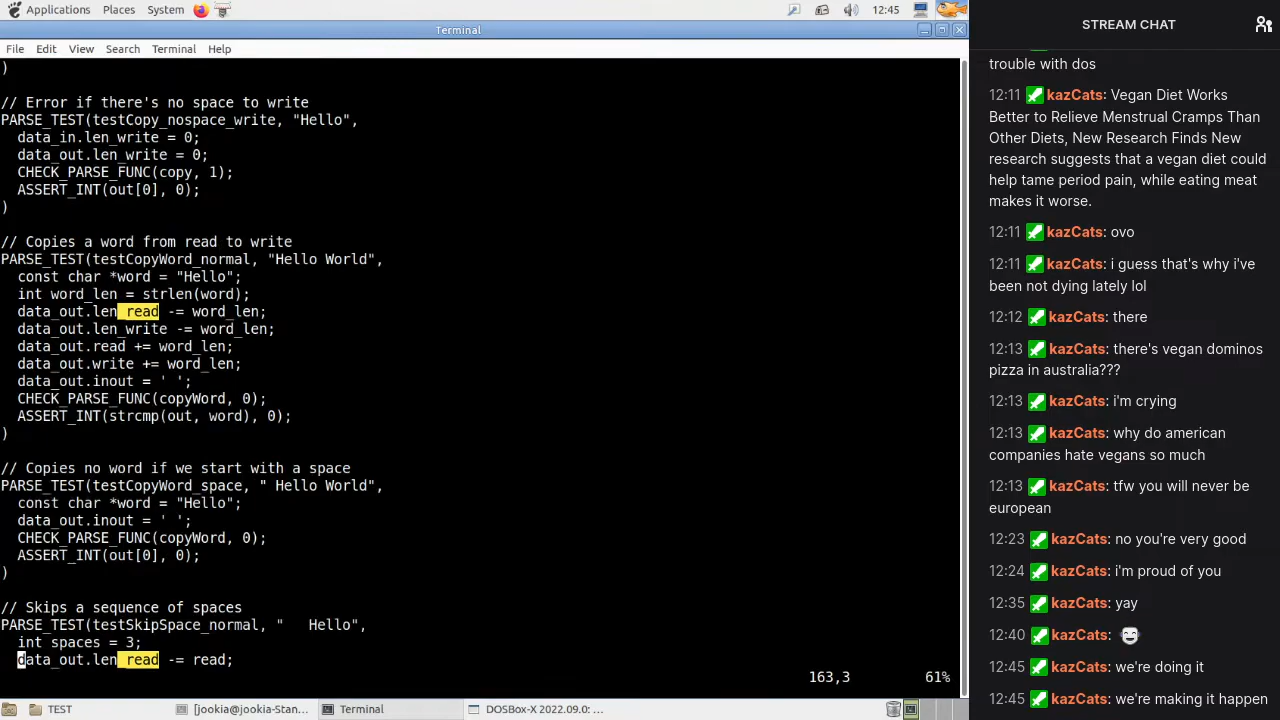 Applications Places System 12:45
Terminal
File Edit View Search Terminal Help
)
// Error if there's no space to write
PARSE_TEST(testCopy_nospace_write, "Hello",
  data_in.len_write = 0;
  data_out.len_write = 0;
  CHECK_PARSE_FUNC(copy, 1);
  ASSERT_INT(out[0], 0);
)
// Copies a word from read to write
PARSE_TEST(testCopyWord_normal, "Hello World",
  const char *word = "Hello";
  int word_len = strlen(word);
  data_out.len_read -= word_len;
  data_out.len_write -= word_len;
  data_out.read += word_len;
  data_out.write += word_len;
  data_out.inout = ' ';
  CHECK_PARSE_FUNC(copyWord, 0);
  ASSERT_INT(strcmp(out, word), 0);
)
// Copies no word if we start with a space
PARSE_TEST(testCopyWord_space, " Hello World",
  const char *word = "Hello";
  data_out.inout = ' ';
  CHECK_PARSE_FUNC(copyWord, 0);
  ASSERT_INT(out[0], 0);
)
// Skips a sequence of spaces
PARSE_TEST(testSkipSpace_normal, "   Hello",
  int spaces = 3;
  data_out.len_read -= read;
163,3 61%
TEST [jookia@jookia-Stan... Terminal DOSBox-X 2022.09.0: ...
STREAM CHAT
trouble with dos
12:11 kazCats: Vegan Diet Works
Better to Relieve Menstrual Cramps Than
Other Diets, New Research Finds New
research suggests that a vegan diet could
help tame period pain, while eating meat
makes it worse.
12:11 kazCats: ovo
12:11 kazCats: i guess that's why i've
been not dying lately lol
12:12 kazCats: there
12:13 kazCats: there's vegan dominos
pizza in australia???
12:13 kazCats: i'm crying
12:13 kazCats: why do american
companies hate vegans so much
12:13 kazCats: tfw you will never be
european
12:23 kazCats: no you're very good
12:24 kazCats: i'm proud of you
12:35 kazCats: yay
12:40 kazCats:
12:45 kazCats: we're doing it
12:45 kazCats: we're making it happen